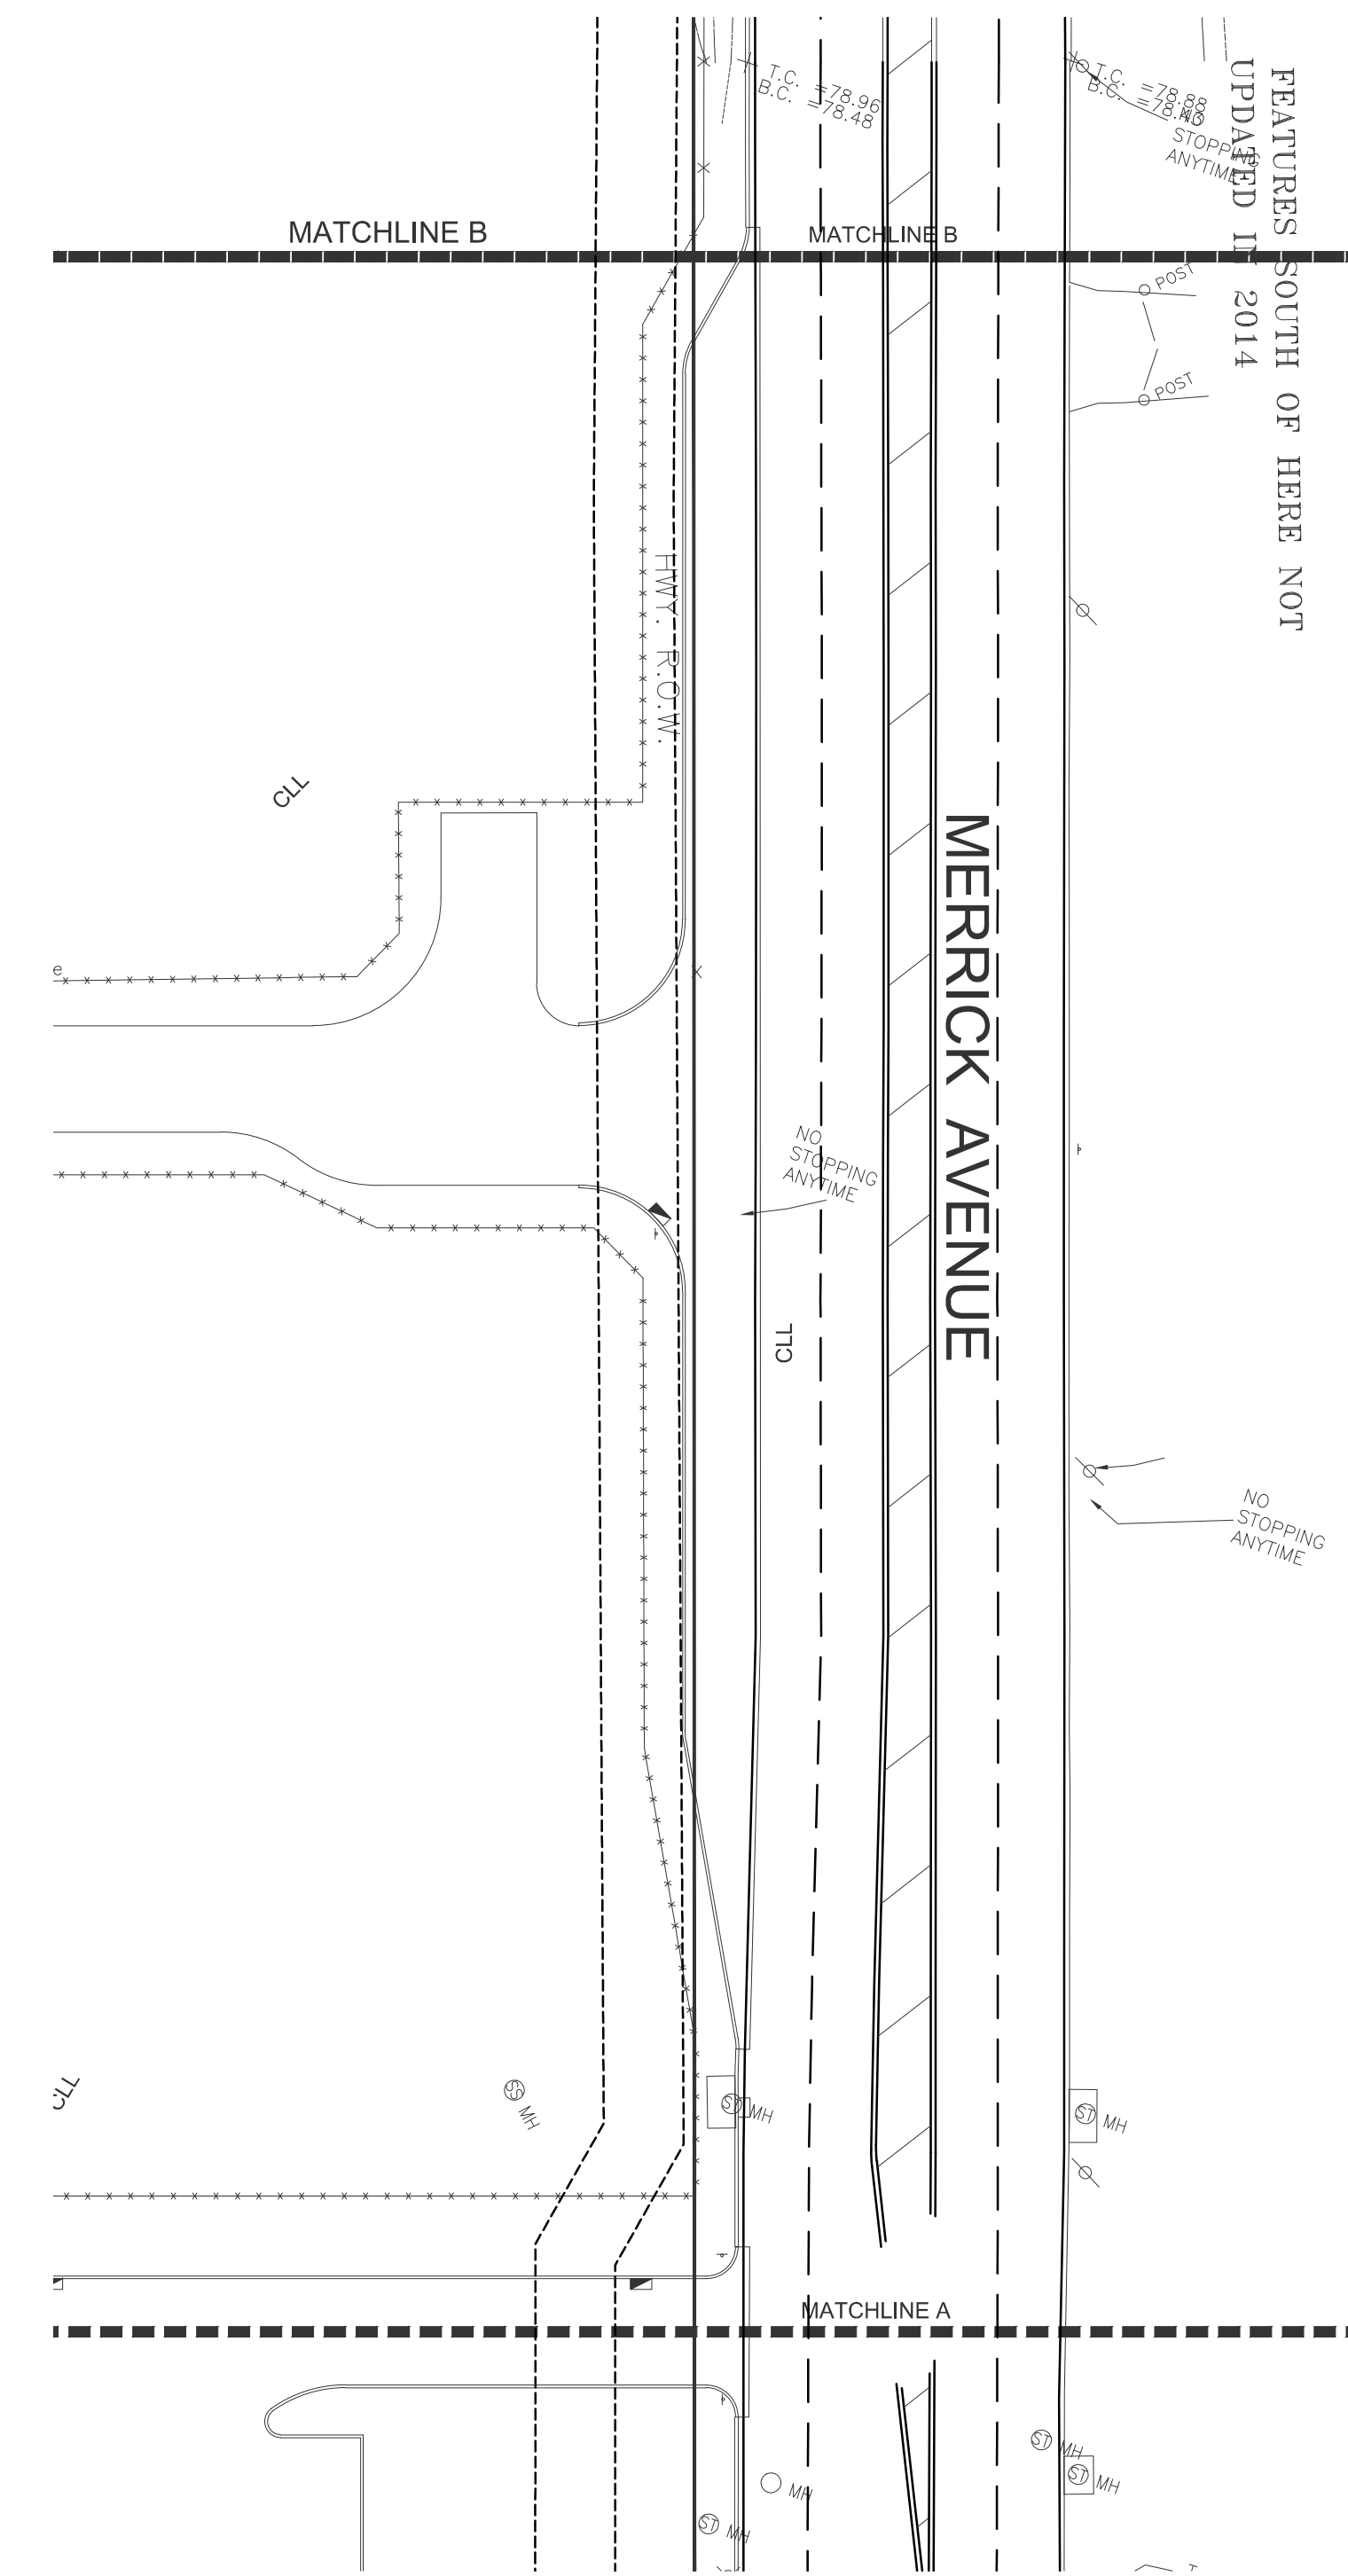 T.C. =78.96
B.C. =78.48
T.C. =78.88
B.C. =78.43
NO
STOPPING
ANYTIME
FEATURES SOUTH OF HERE NOT
UPDATED IN 2014
MATCHLINE B
MATCHLINE B
POST
POST
HWY. R.O.W.
CLL
MERRICK AVENUE
e
NO
STOPPING
ANYTIME
CLL
NO
STOPPING
ANYTIME
CLL
SS MH
ST MH
ST MH
MATCHLINE A
ST MH
ST MH
MH
ST MH